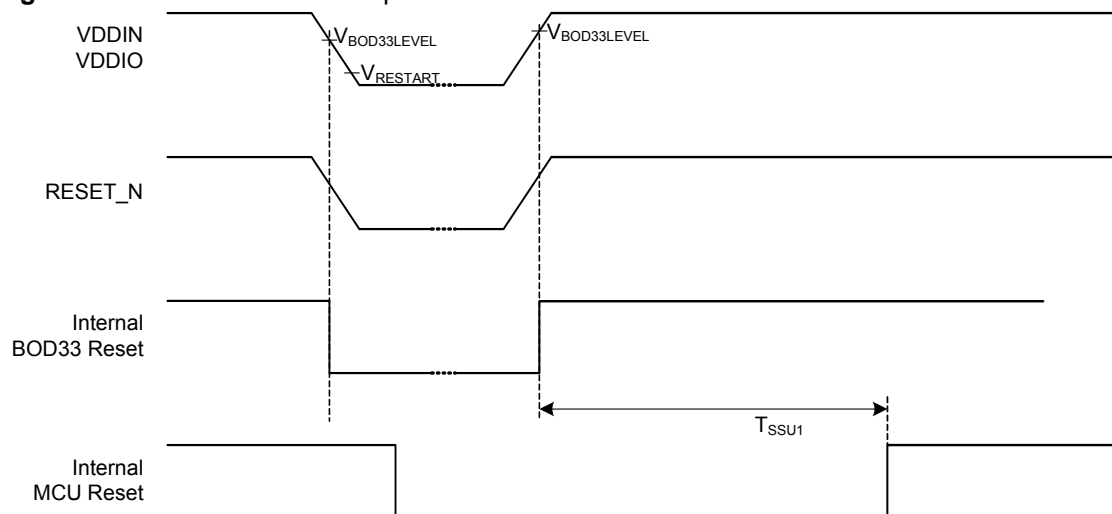 VDDIN
VDDIO
VBOD33LEVEL
VBOD33LEVEL
VRESTART
RESET_N
Internal
BOD33 Reset
TSSU1
Internal
MCU Reset